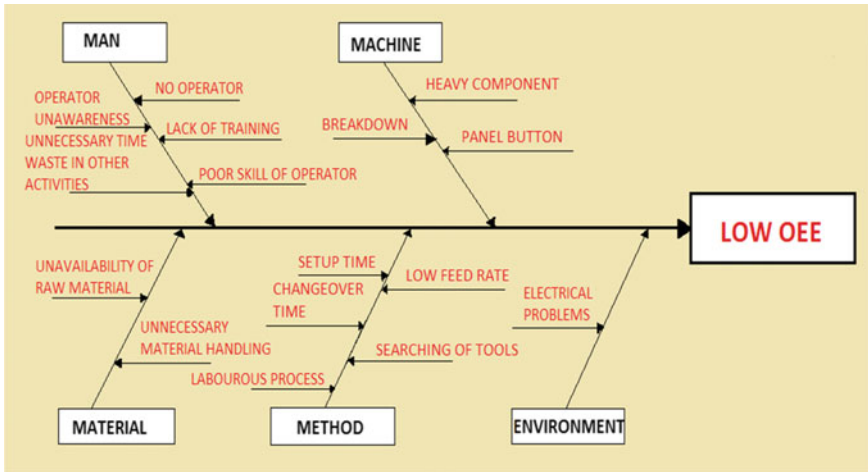 MAN
NO OPERATOR
OPERATOR
UNAWARENESS
LACK OF TRAINING
UNNECESSARY TIME
WASTE IN OTHER
ACTIVITIES
POOR SKILL OF OPERATOR
MACHINE
HEAVY COMPONENT
BREAKDOWN
PANEL BUTTON
LOW OEE
UNAVAILABILITY OF
RAW MATERIAL
UNNECESSARY
MATERIAL HANDLING
MATERIAL
SETUP TIME
LOW FEED RATE
CHANGEOVER
TIME
SEARCHING OF TOOLS
LABOUROUS PROCESS
METHOD
ELECTRICAL
PROBLEMS
ENVIRONMENT